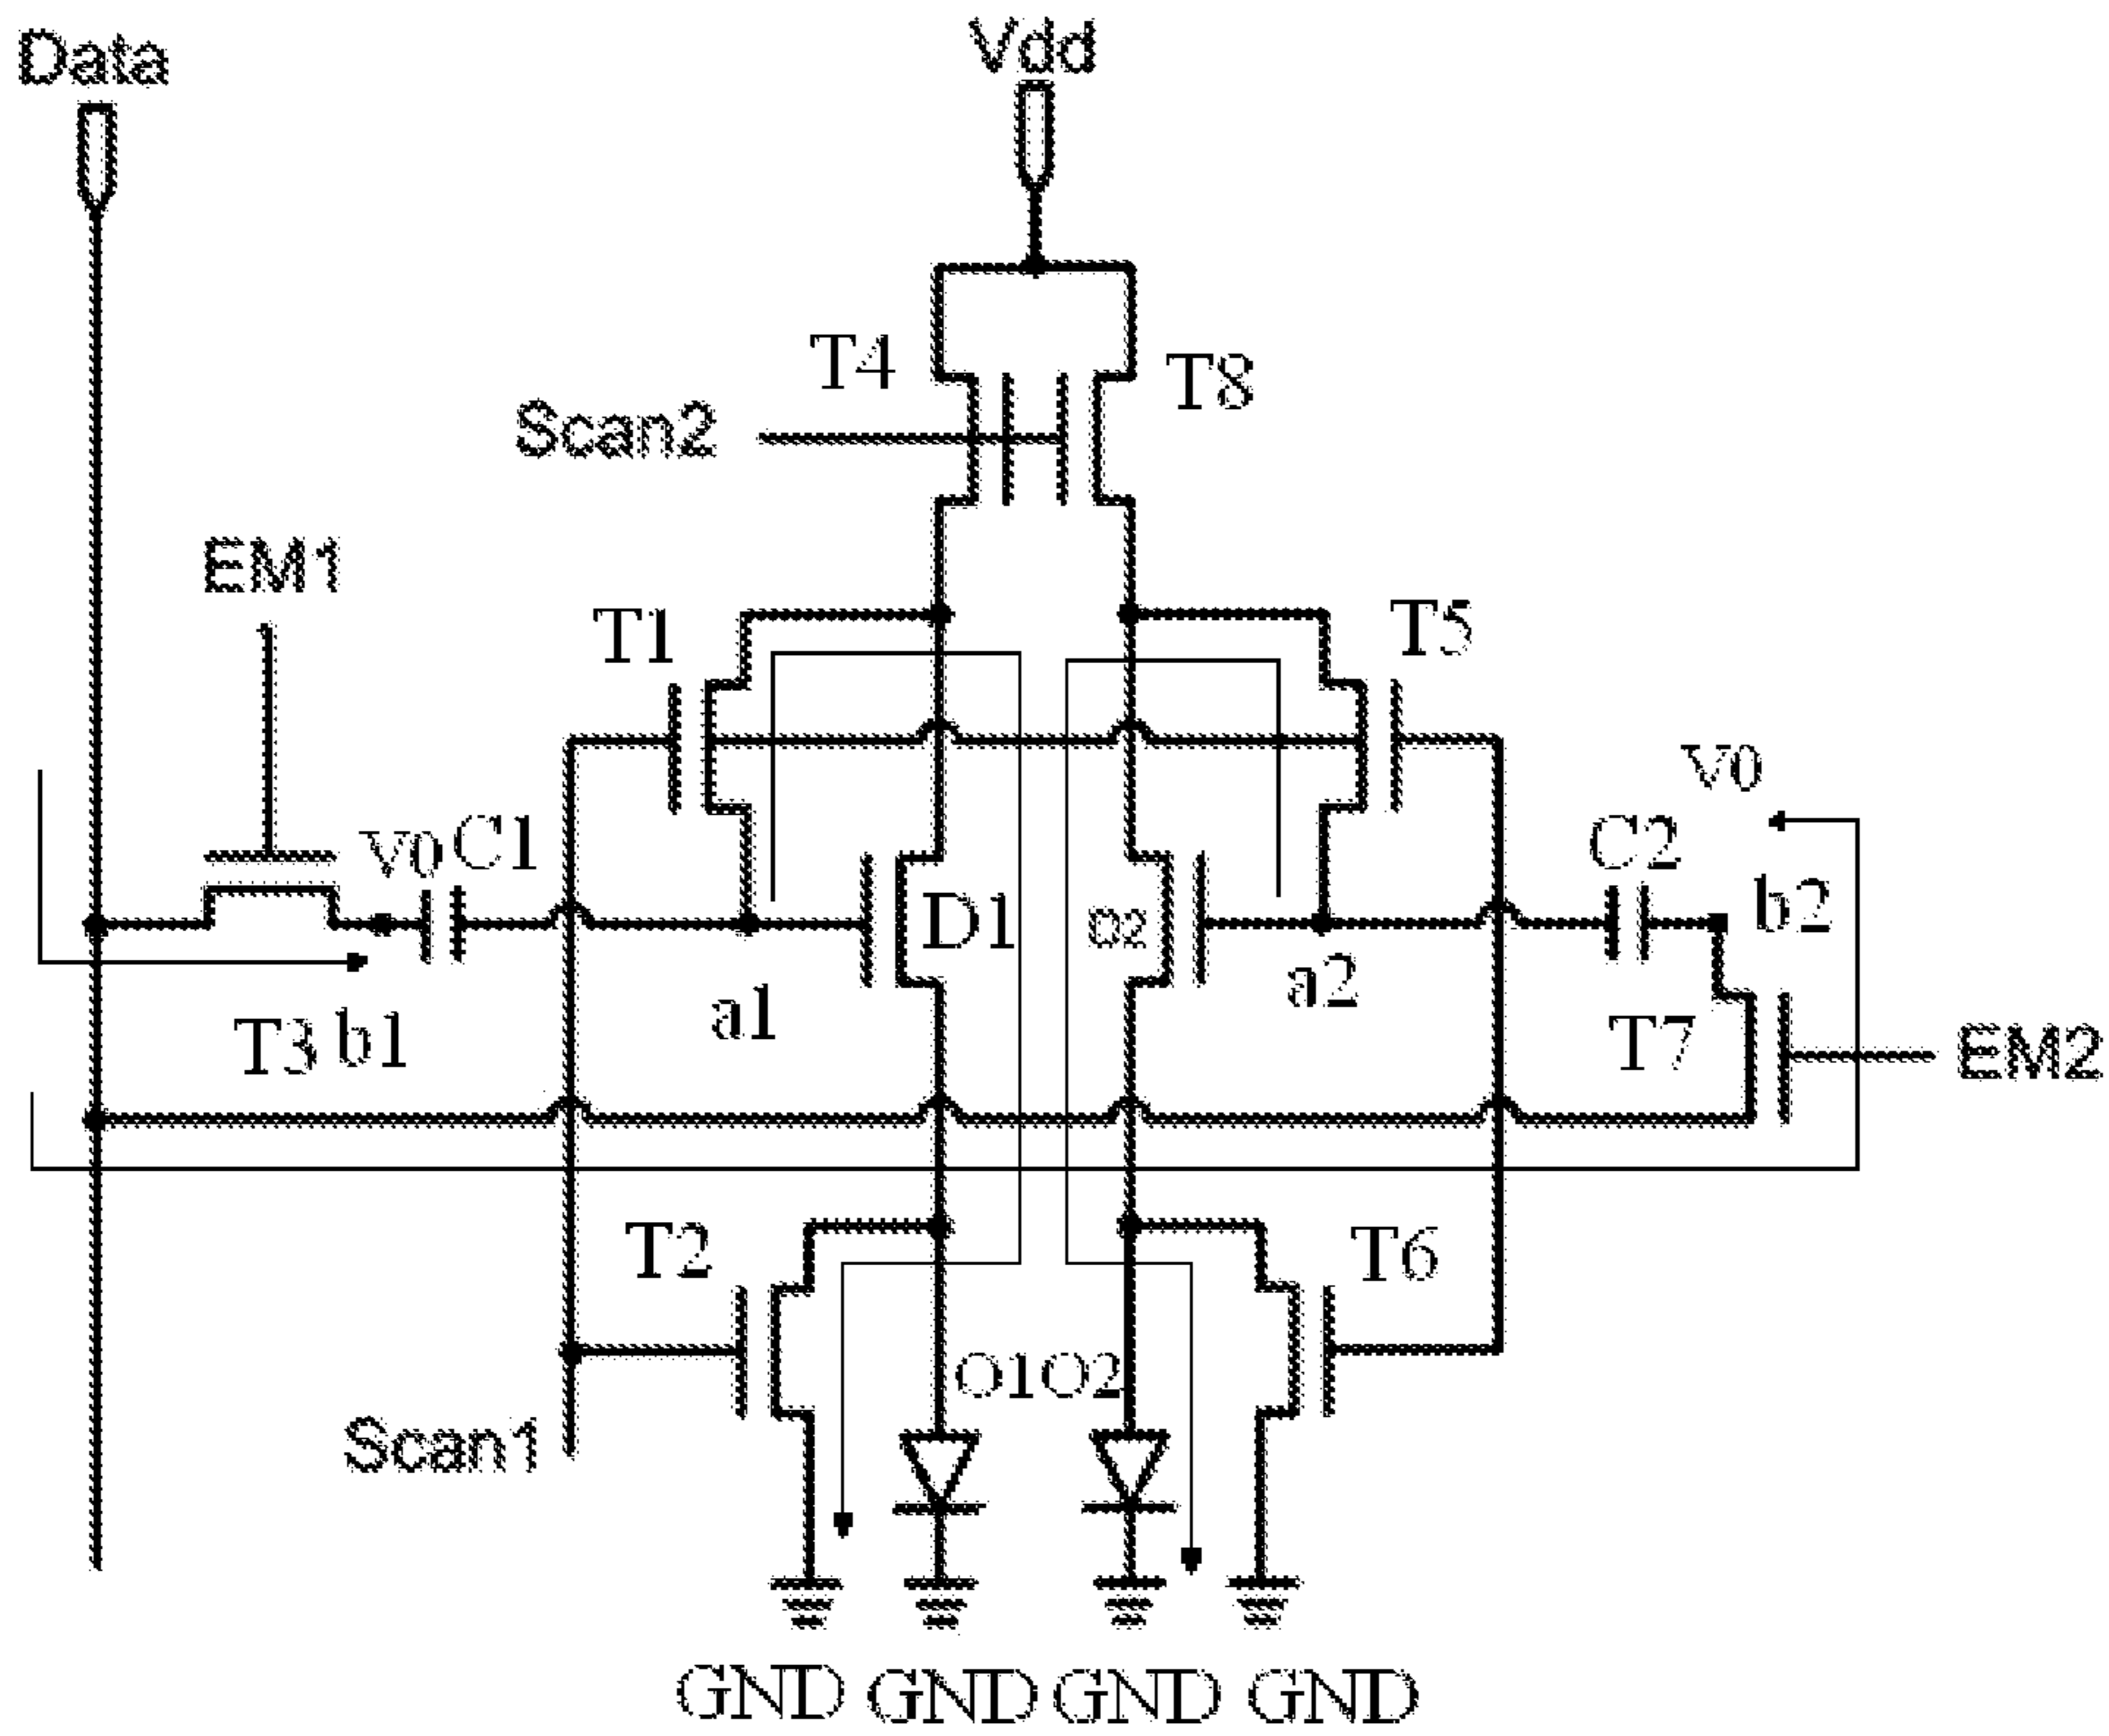 Data
Vdd
T4
T8
Scan2
EM1
T1
T5
V0
V0
C1
C2
D1
D2
b2
a1
a2
T3
b1
T7
EM2
T2
T6
O1
O2
Scan1
GND
GND
GND
GND